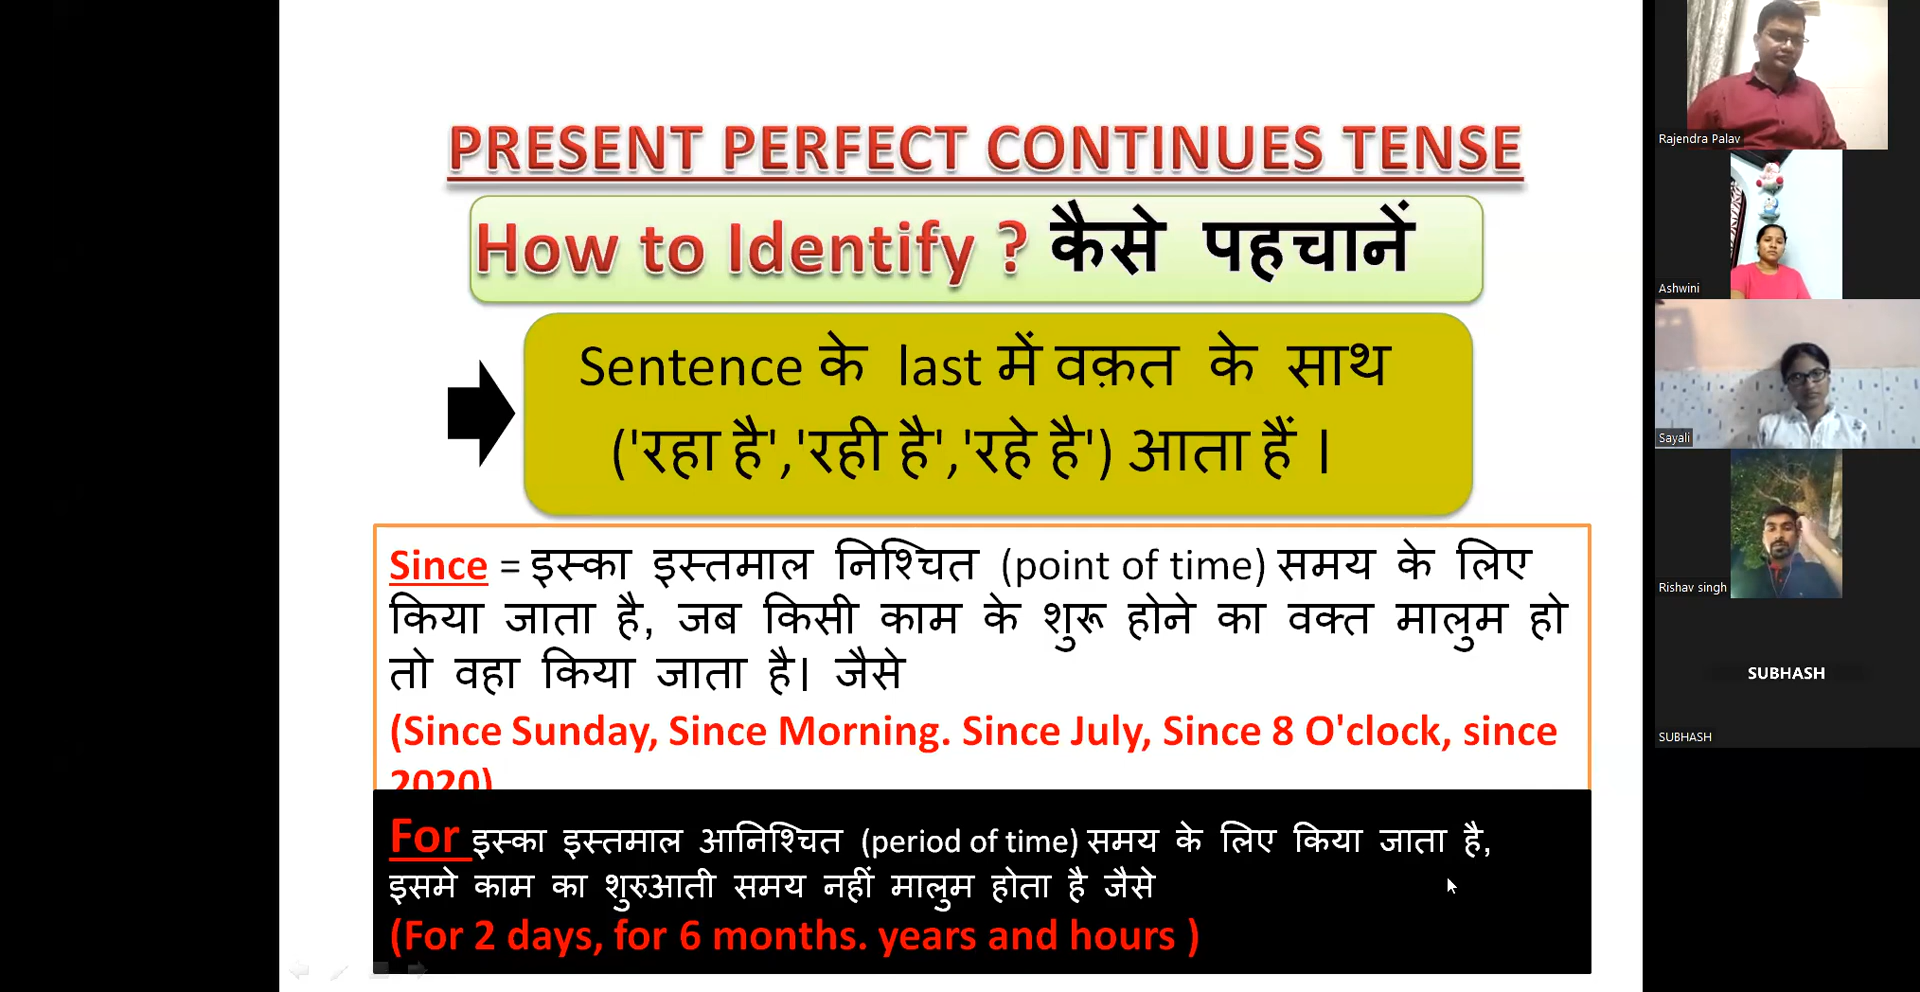 PRESENT PERFECT CONTINUES TENSE
How to Identify ? कैसे पहचानें
Sentence के last में वक़त के साथ
('रहा है','रही है','रहे है') आता हैं ।
Since = इस्का इस्तमाल निश्चित (point of time) समय के लिए
किया जाता है, जब किसी काम के शुरू होने का वक्त मालुम हो
तो वहा किया जाता है। जैसे
(Since Sunday, Since Morning. Since July, Since 8 O'clock, since
2020)
For इस्का इस्तमाल आनिश्चित (period of time) समय के लिए किया जाता है,
इसमे काम का शुरुआती समय नहीं मालुम होता है जैसे
(For 2 days, for 6 months. years and hours )
Rajendra Palav
Ashwini
Sayali
Rishav singh
SUBHASH
SUBHASH